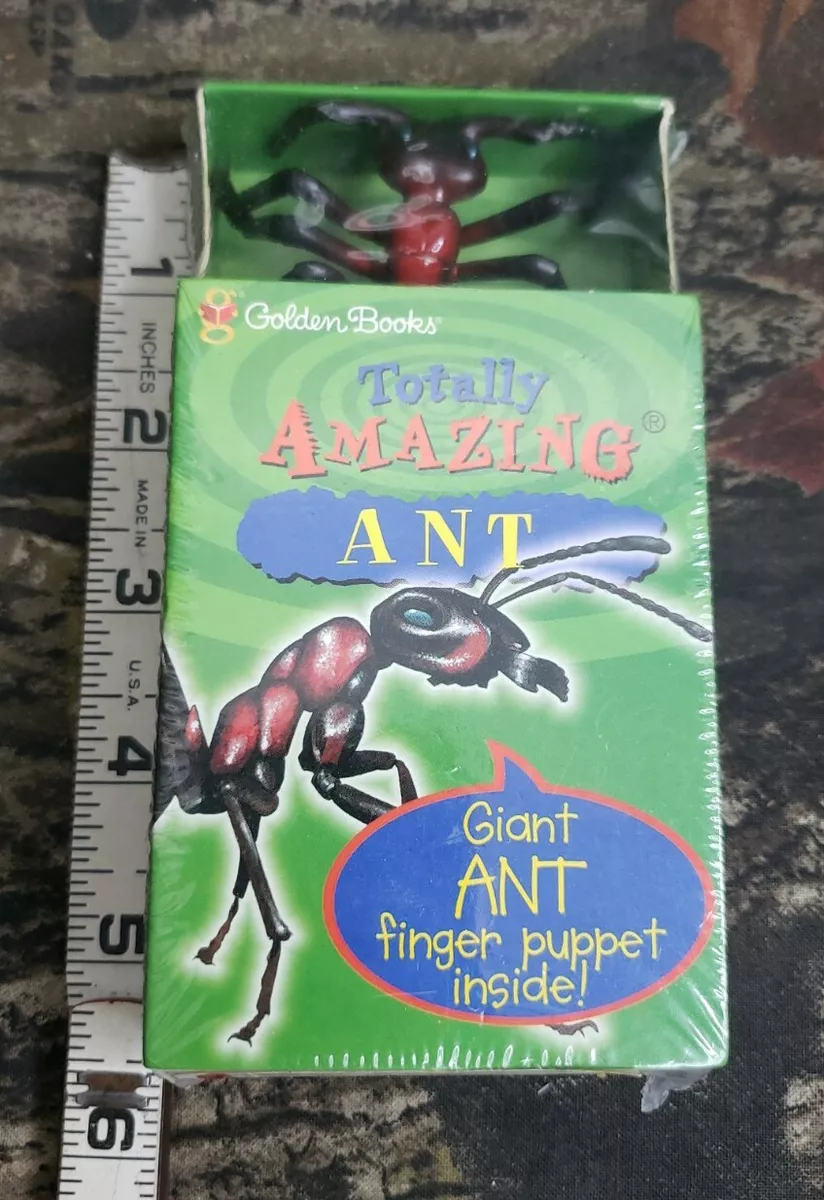 Golden Books®
Totally
AMAZING®
ANT
Giant
ANT
finger puppet
inside!
1
INCHES
2
MADE IN
3
U.S.A.
4
5
6